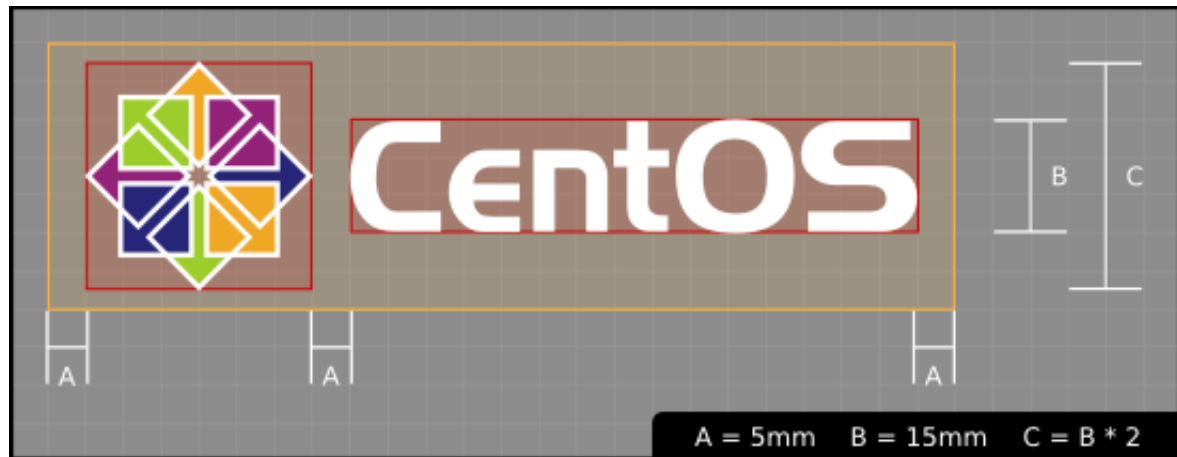 CentOS
B C
A A A
A = 5mm B = 15mm C = B * 2